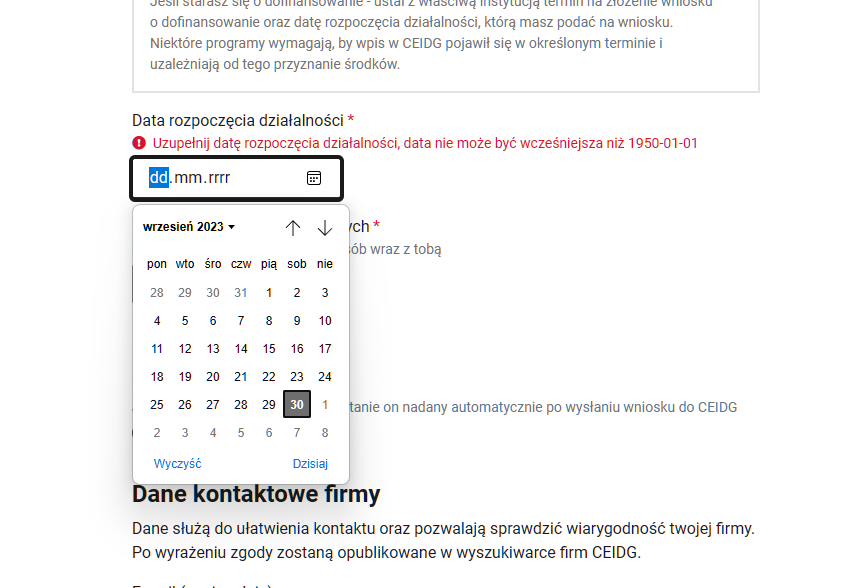 Jeśli starasz się o dofinansowanie - ustal z właściwą instytucją termin na złożenie wniosku
o dofinansowanie oraz datę rozpoczęcia działalności, którą masz podać na wniosku.
Niektóre programy wymagają, by wpis w CEIDG pojawił się w określonym terminie i
uzależniają od tego przyznanie środków.
Data rozpoczęcia działalności *
Uzupełnij datę rozpoczęcia działalności, data nie może być wcześniejsza niż 1950-01-01
dd.mm.rrrr
wrzesień 2023
pon wto śro czw pią sob nie
28 29 30 31 1 2 3
4 5 6 7 8 9 10
11 12 13 14 15 16 17
18 19 20 21 22 23 24
25 26 27 28 29 30 1
2 3 4 5 6 7 8
Wyczyść Dzisiaj
ych *
sób wraz z tobą
tanie on nadany automatycznie po wysłaniu wniosku do CEIDG
Dane kontaktowe firmy
Dane służą do ułatwienia kontaktu oraz pozwalają sprawdzić wiarygodność twojej firmy.
Po wyrażeniu zgody zostaną opublikowane w wyszukiwarce firm CEIDG.